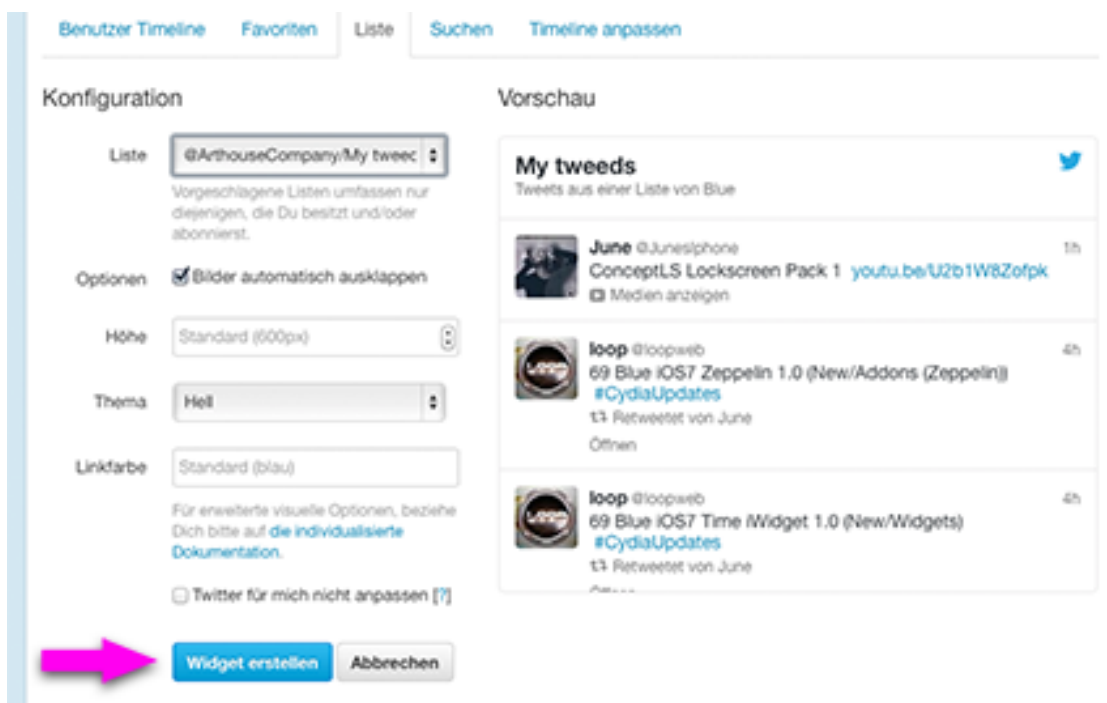 Benutzer Timeline Favoriten Liste Suchen Timeline anpassen
Konfiguration
Liste @ArthouseCompany/My tweec
Vorgeschlagene Listen umfassen nur
diejenigen, die Du besitzt und/oder
abonnierst.
Optionen Bilder automatisch ausklappen
Höhe Standard (600px)
Thema Hell
Linkfarbe Standard (blau)
Für erweiterte visuelle Optionen, beziehe
Dich bitte auf die individualisierte
Dokumentation.
Twitter für mich nicht anpassen [?]
Widget erstellen Abbrechen
Vorschau
My tweeds
Tweets aus einer Liste von Blue
June @JunesIphone 1h
ConceptLS Lockscreen Pack 1 youtu.be/U2b1W8Zofpk
Medien anzeigen
loop @loopweb 4h
69 Blue iOS7 Zeppelin 1.0 (New/Addons (Zeppelin))
#CydiaUpdates
Retweetet von June
Öffnen
loop @loopweb 4h
69 Blue iOS7 Time iWidget 1.0 (New/Widgets)
#CydiaUpdates
Retweetet von June